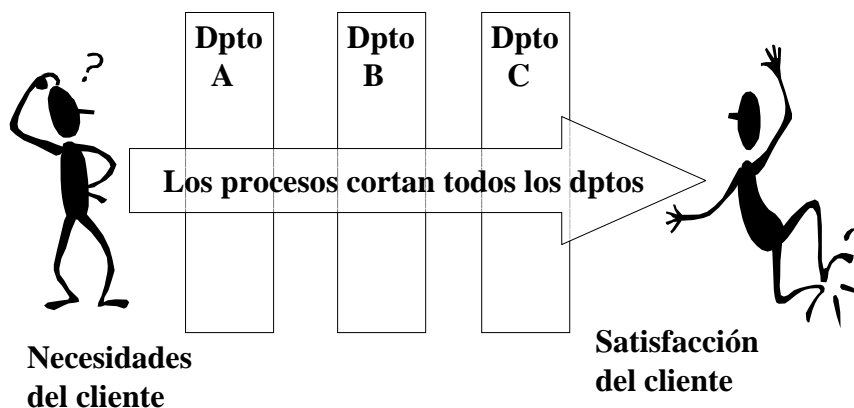 ?
Dpto
A
Dpto
B
Dpto
C
Los procesos cortan todos los dptos
Necesidades
del cliente
Satisfacción
del cliente